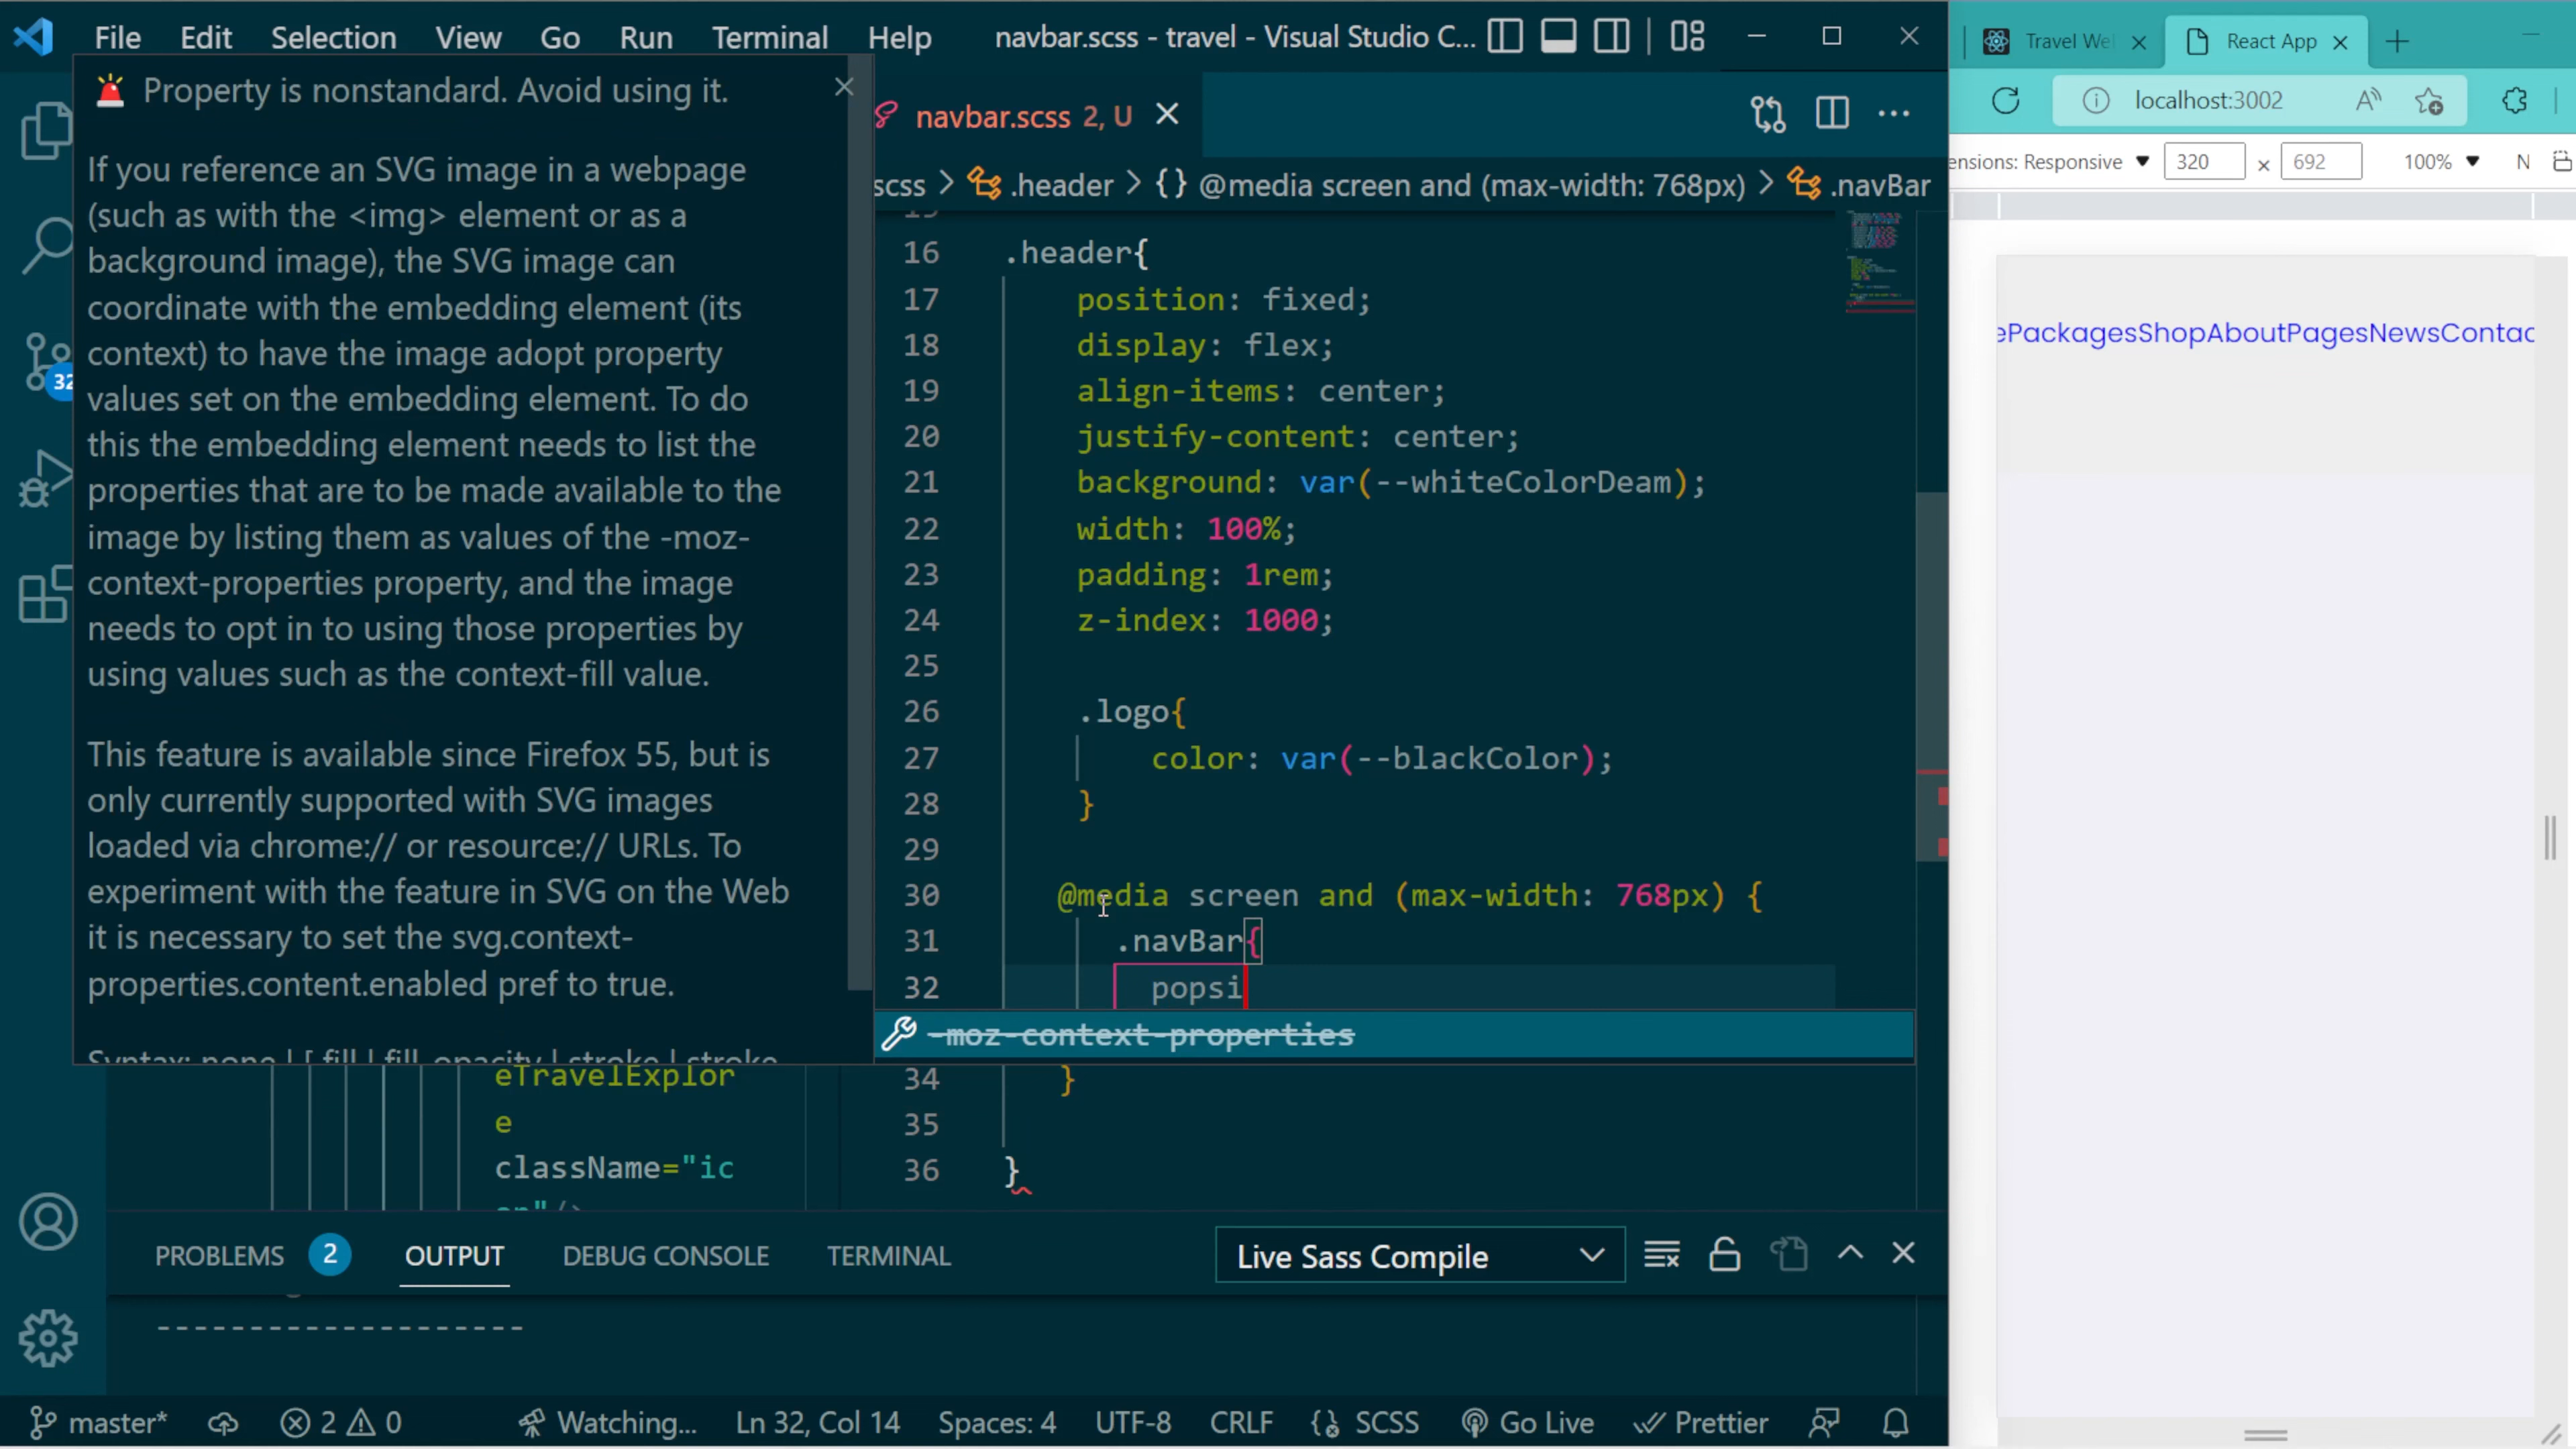 File Edit Selection View Go Run Terminal Help navbar.scss - travel - Visual Studio C...
Property is nonstandard. Avoid using it.
If you reference an SVG image in a webpage
(such as with the <img> element or as a
background image), the SVG image can
coordinate with the embedding element (its
context) to have the image adopt property
values set on the embedding element. To do
this the embedding element needs to list the
properties that are to be made available to the
image by listing them as values of the -moz-
context-properties property, and the image
needs to opt in to using those properties by
using values such as the context-fill value.
This feature is available since Firefox 55, but is
only currently supported with SVG images
loaded via chrome:// or resource:// URLs. To
experiment with the feature in SVG on the Web
it is necessary to set the svg.context-
properties.content.enabled pref to true.
Syntax: none | [ fill | fill-opacity | stroke | stroke
32
eTravelExplor
e
className="ic
on"/>
navbar.scss 2, U
scss > .header > {} @media screen and (max-width: 768px) > .navBar
15
16 .header{
17 position: fixed;
18 display: flex;
19 align-items: center;
20 justify-content: center;
21 background: var(--whiteColorDeam);
22 width: 100%;
23 padding: 1rem;
24 z-index: 1000;
25
26 .logo{
27 color: var(--blackColor);
28 }
29
30 @media screen and (max-width: 768px) {
31 .navBar{
32 popsi
-moz-context-properties
34 }
35
36 }
PROBLEMS 2 OUTPUT DEBUG CONSOLE TERMINAL Live Sass Compile
--------------------
master* 2 0 Watching... Ln 32, Col 14 Spaces: 4 UTF-8 CRLF SCSS Go Live Prettier
Travel We React App
localhost:3002
ensions: Responsive 320 × 692 100% N
ePackagesShopAboutPagesNewsContac